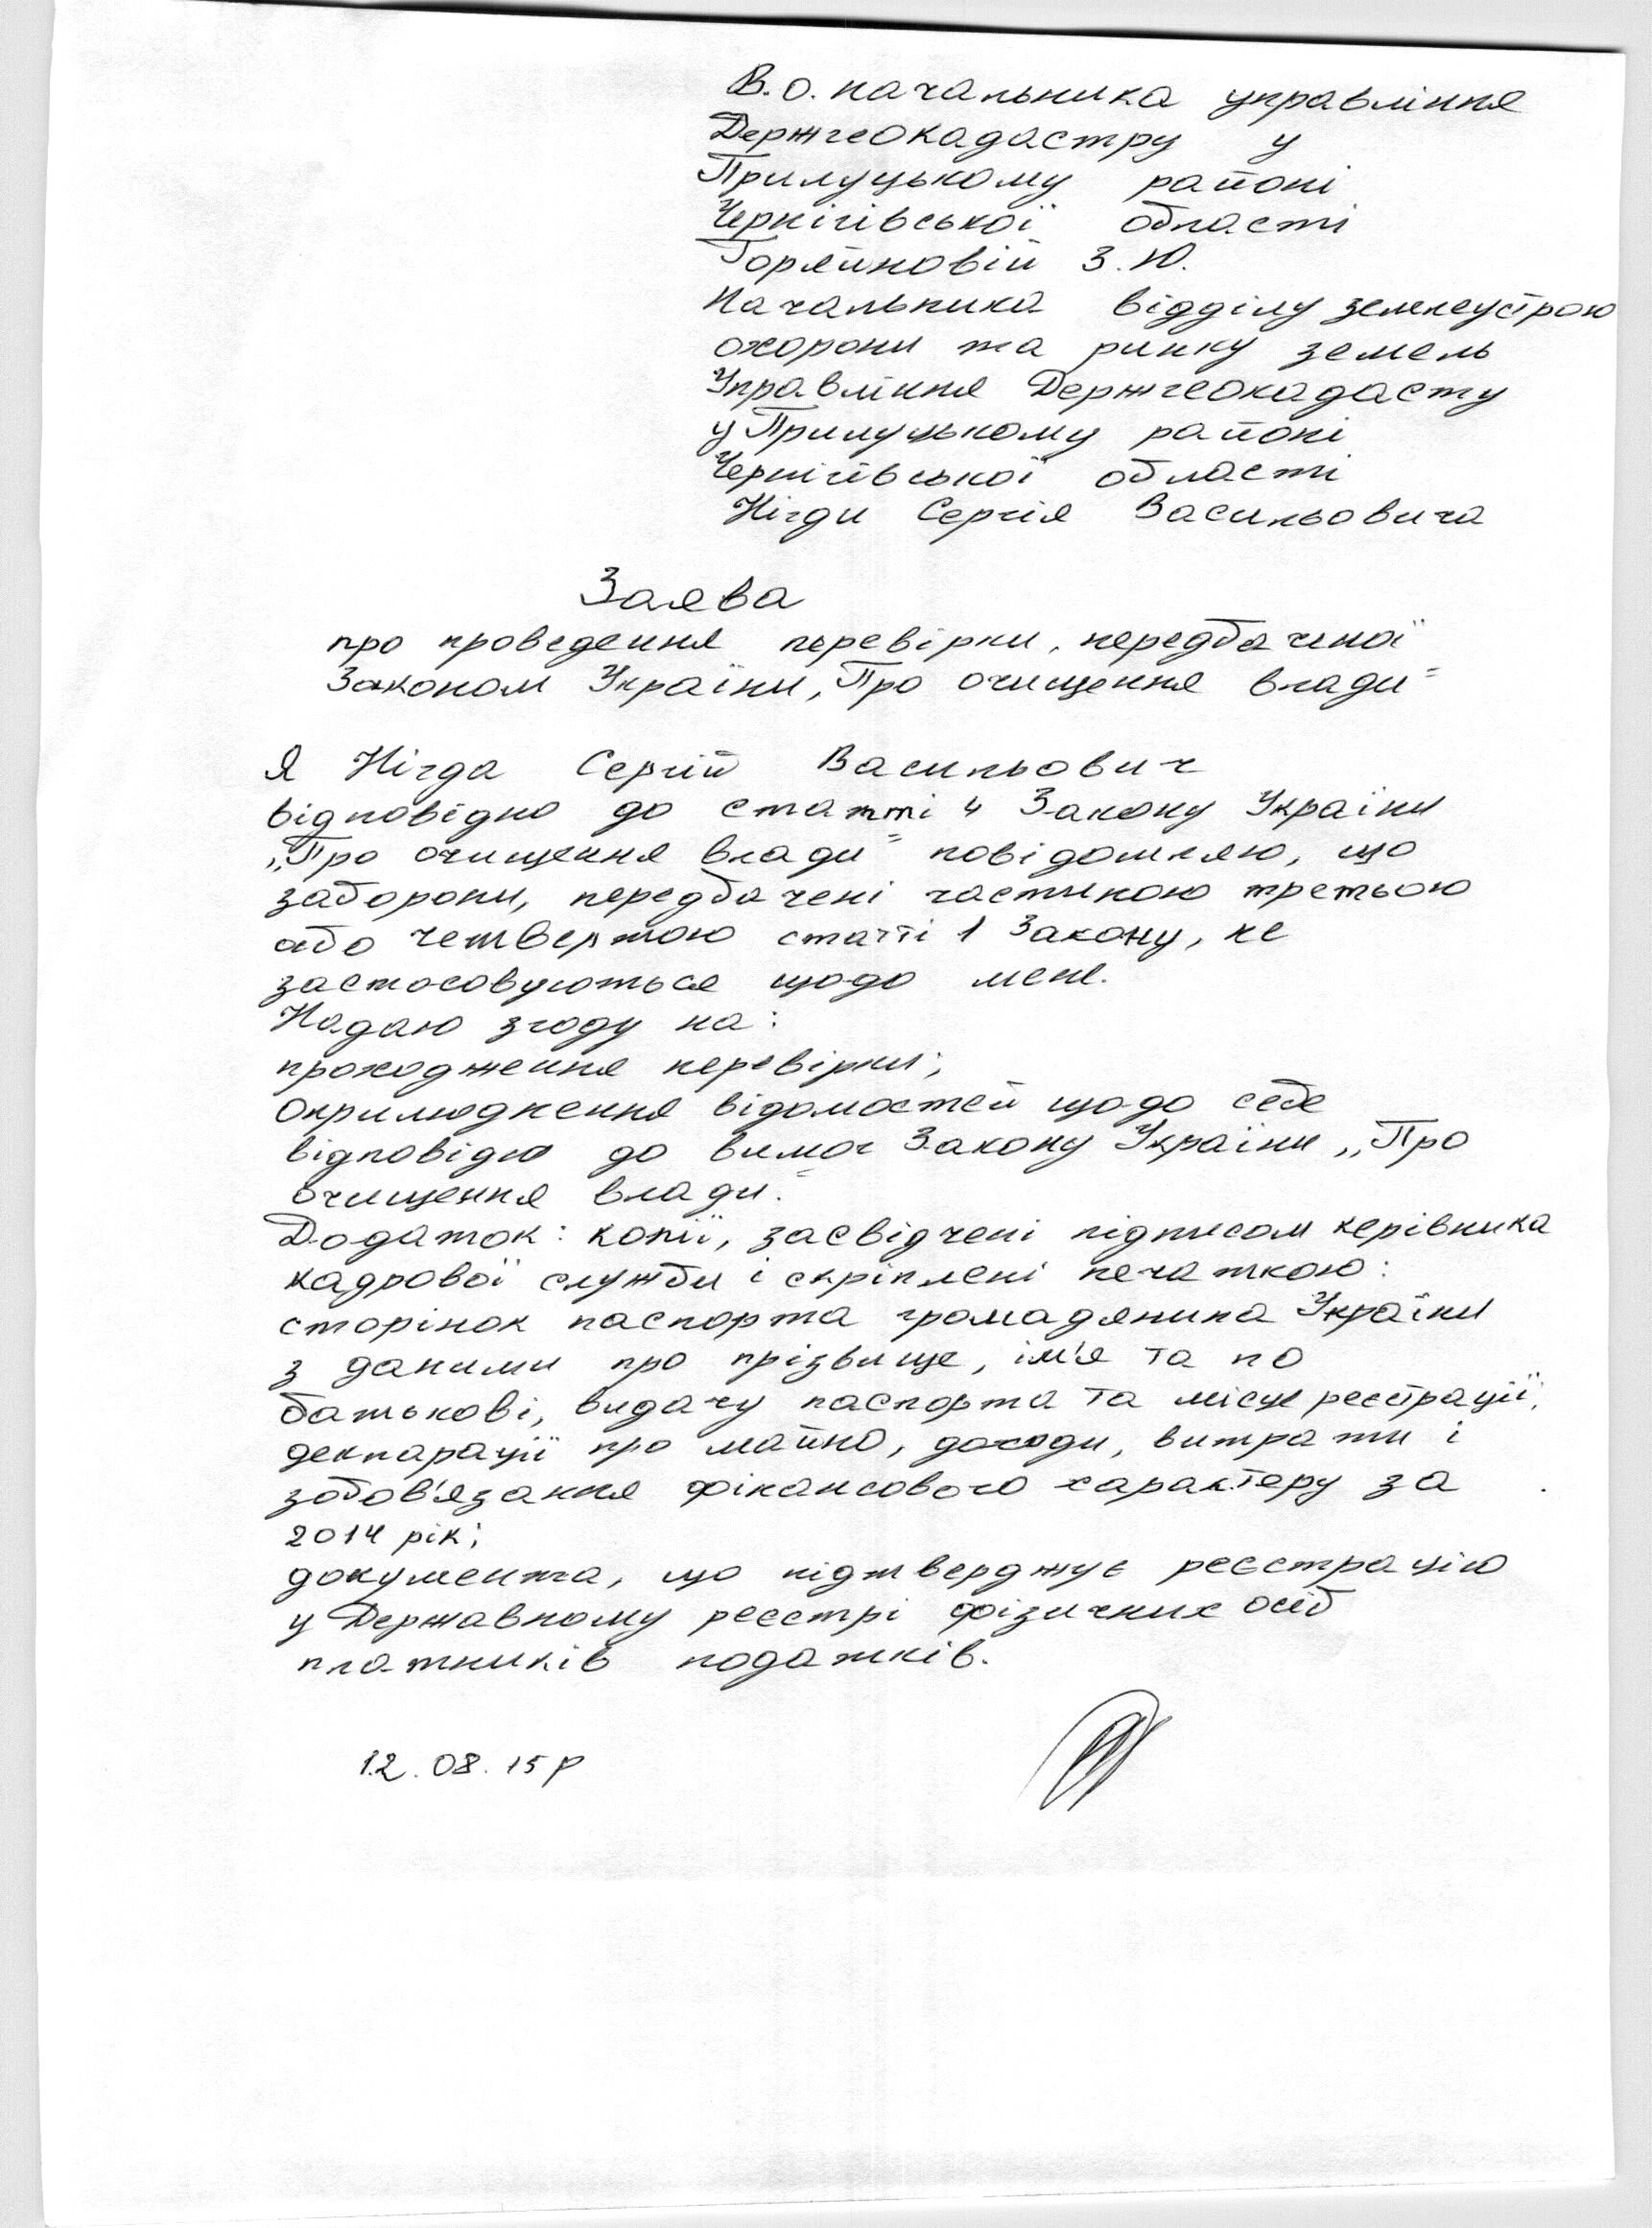 В.о. начальника управління
Держгеокадастру у
Прилуцькому районі
Чернігівської області
Горяйновій З.Ю.
Начальника відділу землеустрою
охорони та ринку земель
Управління Держгеокадасту
у Прилуцькому районі
Чернігівської області
Нігди Сергія Васильовича
Заява
про проведення перевірки, передбаченої
Законом України „Про очищення влади"
Я Нігда Сергій Васильович
відповідно до статті 4 Закону України
„Про очищення влади" повідомляю, що
заборони, передбачені частиною третьою
або четвертою статті 1 Закону, не
застосовуються щодо мене.
Надаю згоду на:
проходження перевірки;
оприлюднення відомостей щодо себе
відповідно до вимог Закону України „Про
очищення влади".
Додаток: копії, засвідчені підписом керівника
кадрової служби і скріплені печаткою:
сторінок паспорта громадянина України
з даними про прізвище, ім'я та по
батькові, видачу паспорта та місце реєстрації;
декларації про майно, доходи, витрати і
зобов'язання фінансового характеру за
2014 рік;
документа, що підтверджує реєстрацію
у Державному реєстрі фізичних осіб
платників податків.
12.08.15р